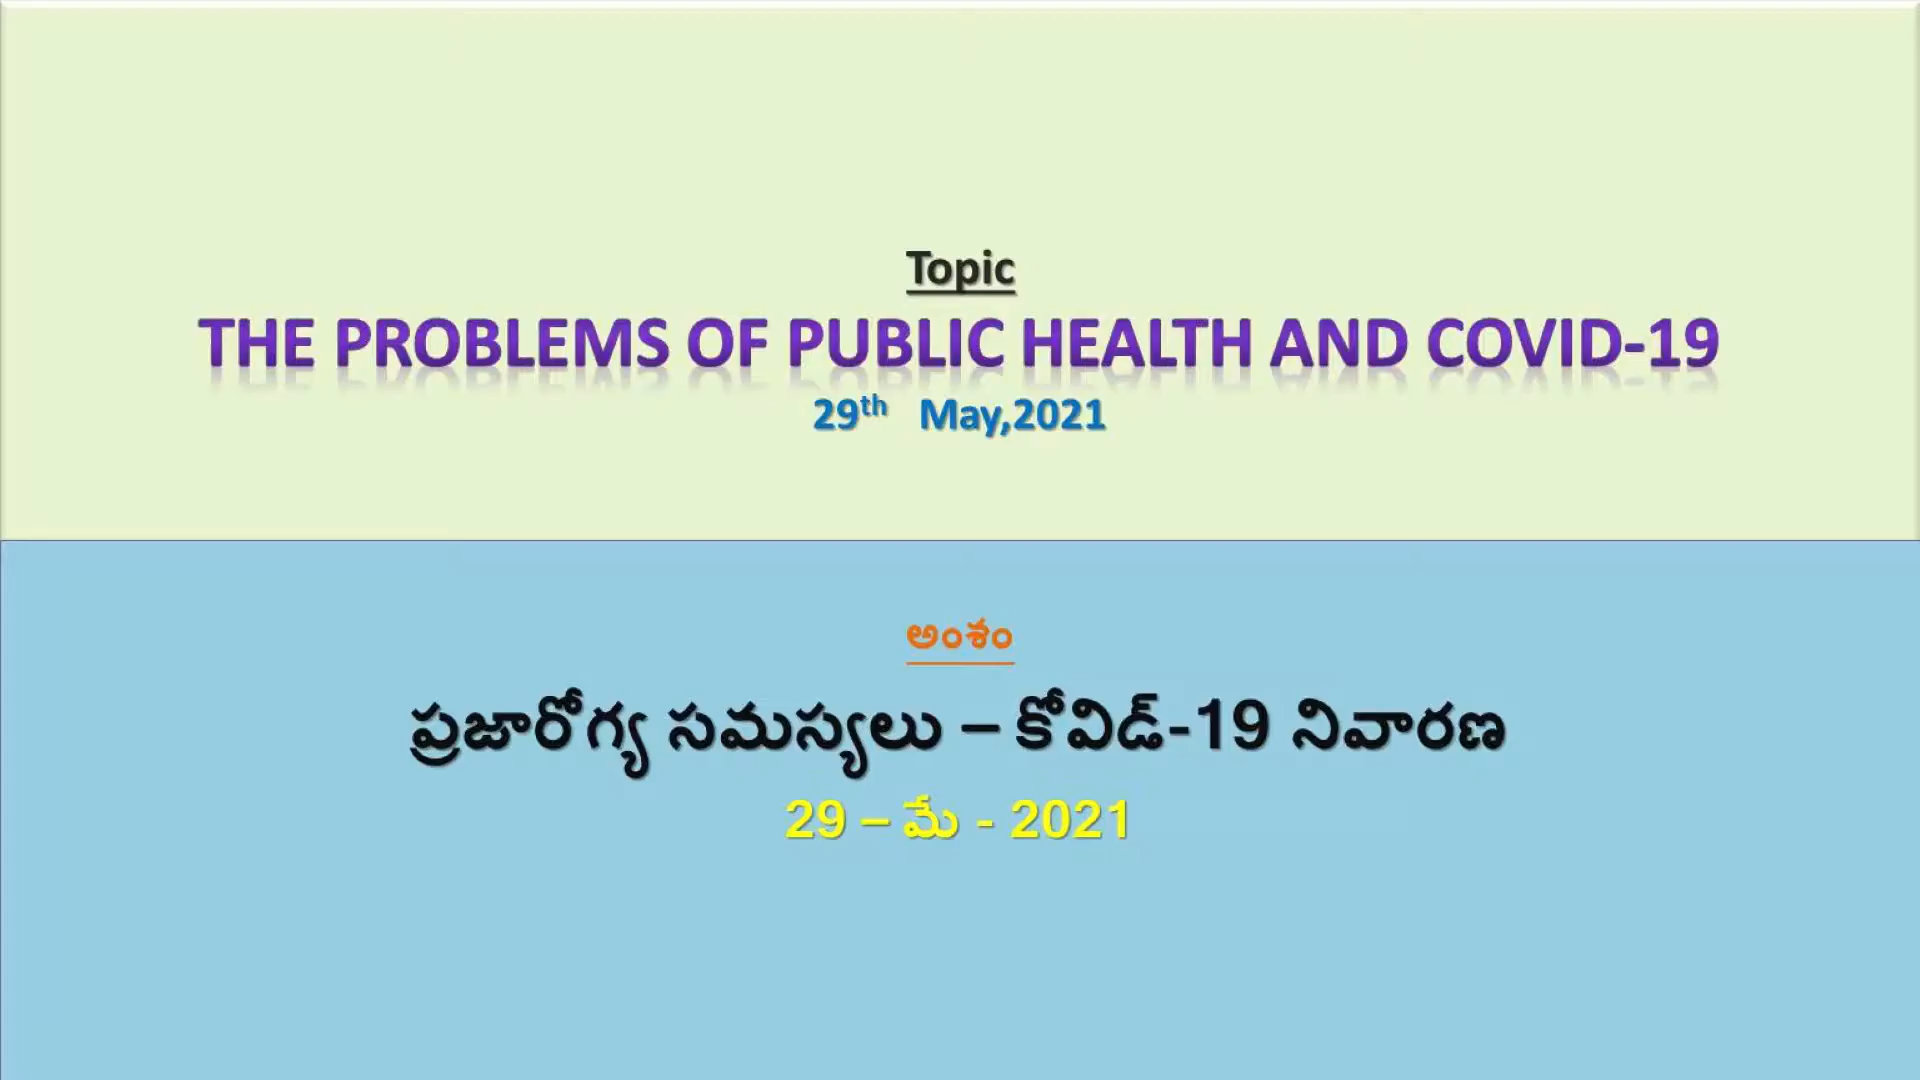 Topic
THE PROBLEMS OF PUBLIC HEALTH AND COVID-19
29th May,2021
అంశం
ప్రజారోగ్య సమస్యలు – కోవిడ్-19 నివారణ
29 – మే - 2021